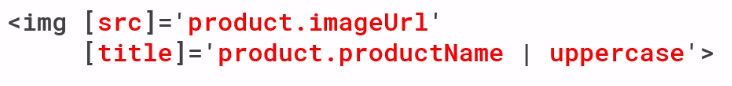 <img [src]='product.imageUrl'
[title]='product.productName | uppercase'>